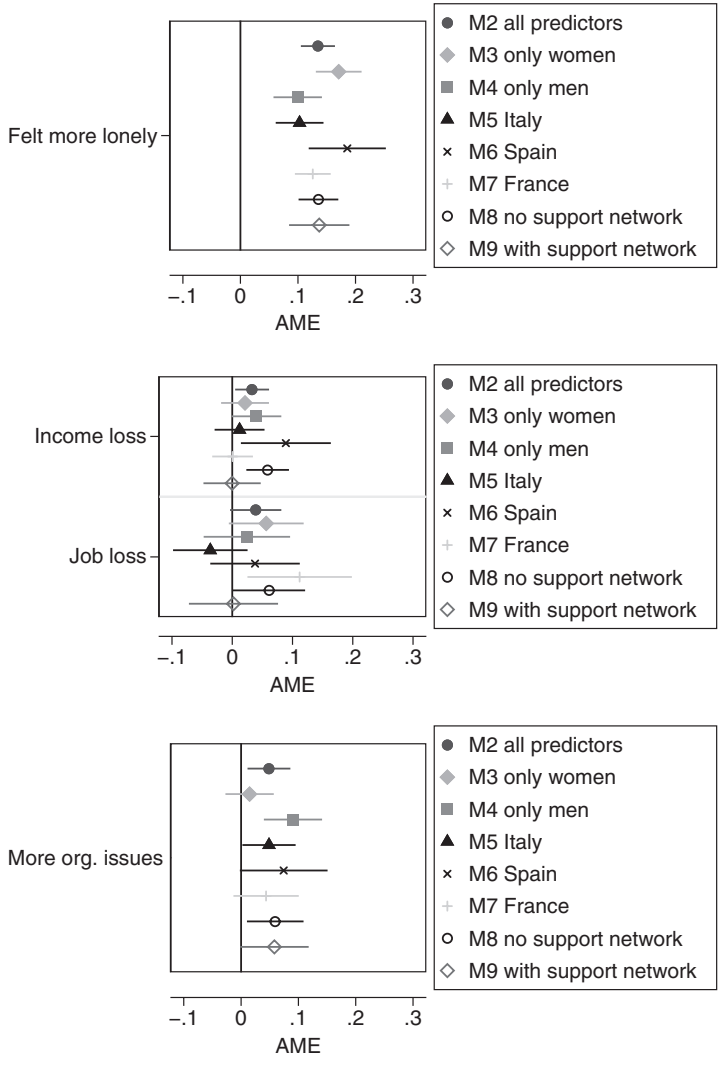 Felt more lonely
M2 all predictors
M3 only women
M4 only men
M5 Italy
M6 Spain
M7 France
M8 no support network
M9 with support network
–.1 0 .1 .2 .3
AME
Income loss
Job loss
M2 all predictors
M3 only women
M4 only men
M5 Italy
M6 Spain
M7 France
M8 no support network
M9 with support network
–.1 0 .1 .2 .3
AME
More org. issues
M2 all predictors
M3 only women
M4 only men
M5 Italy
M6 Spain
M7 France
M8 no support network
M9 with support network
–.1 0 .1 .2 .3
AME